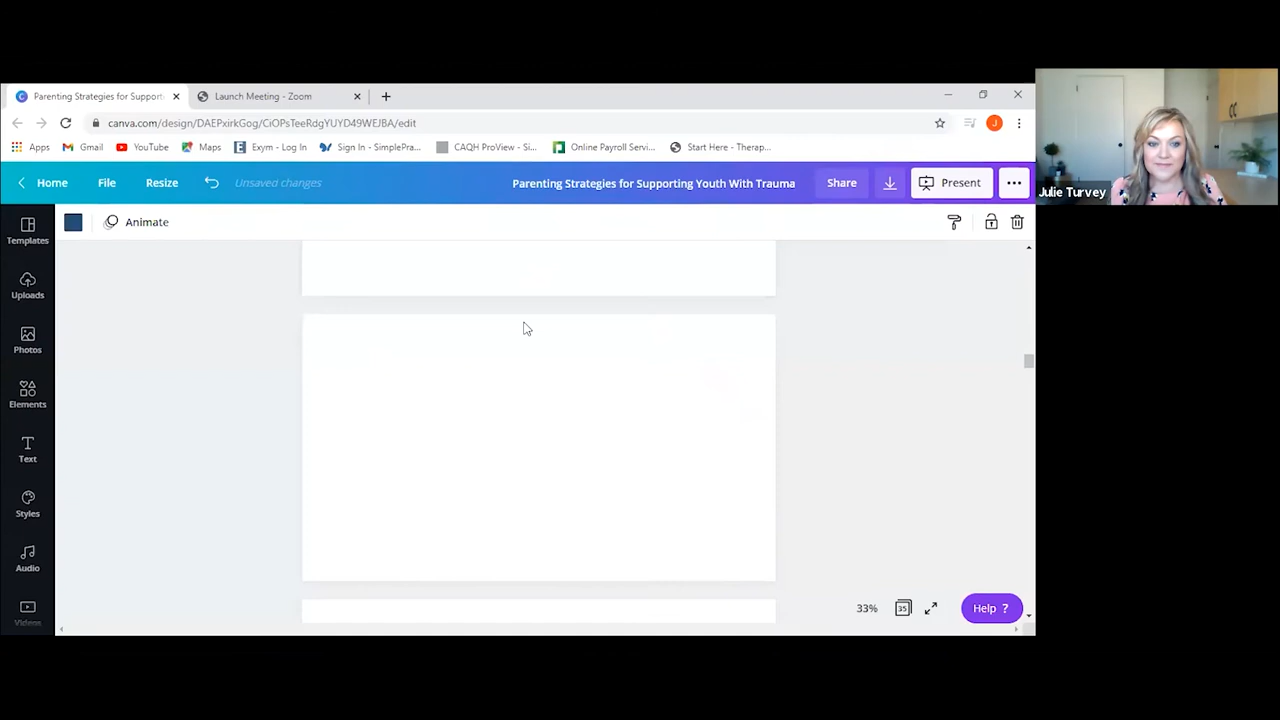 Parenting Strategies for Support
Launch Meeting - Zoom
canva.com/design/DAEPxirkGog/CiOPsTeeRdgYUYD49WEJBA/edit
J
Apps
Gmail
YouTube
Maps
Exym - Log In
Sign In - SimplePra...
CAQH ProView - Si...
Online Payroll Servi...
Start Here - Therap...
Home
File
Resize
Unsaved changes
Parenting Strategies for Supporting Youth With Trauma
Share
Present
Julie Turvey
Animate
Templates
Uploads
Photos
Elements
Text
Styles
Audio
Videos
33%
35
Help ?